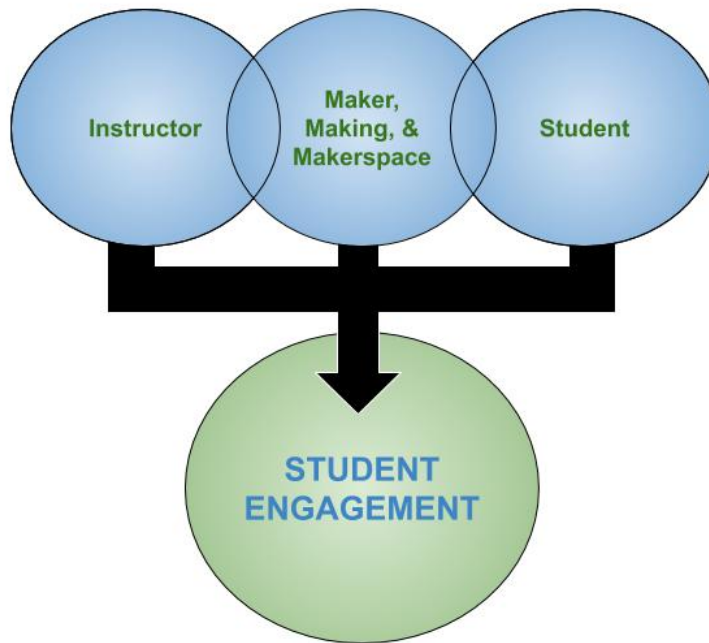 Instructor
Maker,
Making, &
Makerspace
Student
STUDENT
ENGAGEMENT